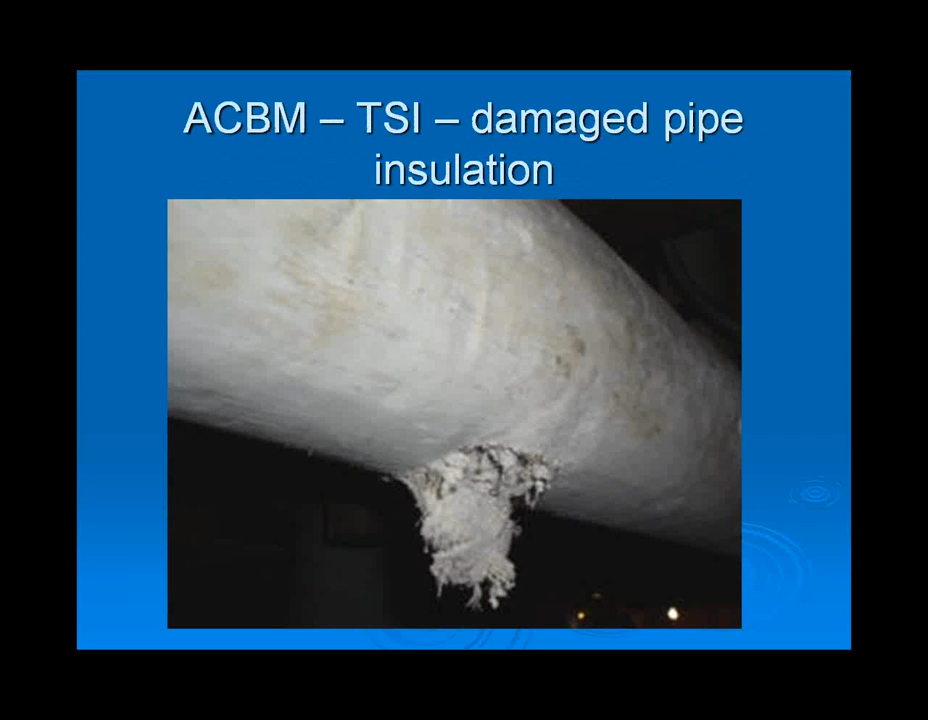 ACBM – TSI – damaged pipe
insulation